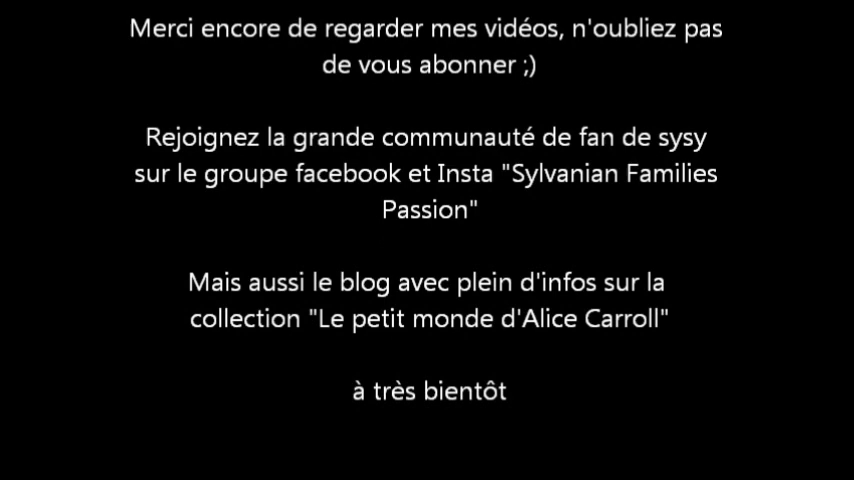 Merci encore de regarder mes vidéos, n'oubliez pas
de vous abonner ;)
Rejoignez la grande communauté de fan de sysy
sur le groupe facebook et Insta "Sylvanian Families
Passion"
Mais aussi le blog avec plein d'infos sur la
collection "Le petit monde d'Alice Carroll"
à très bientôt